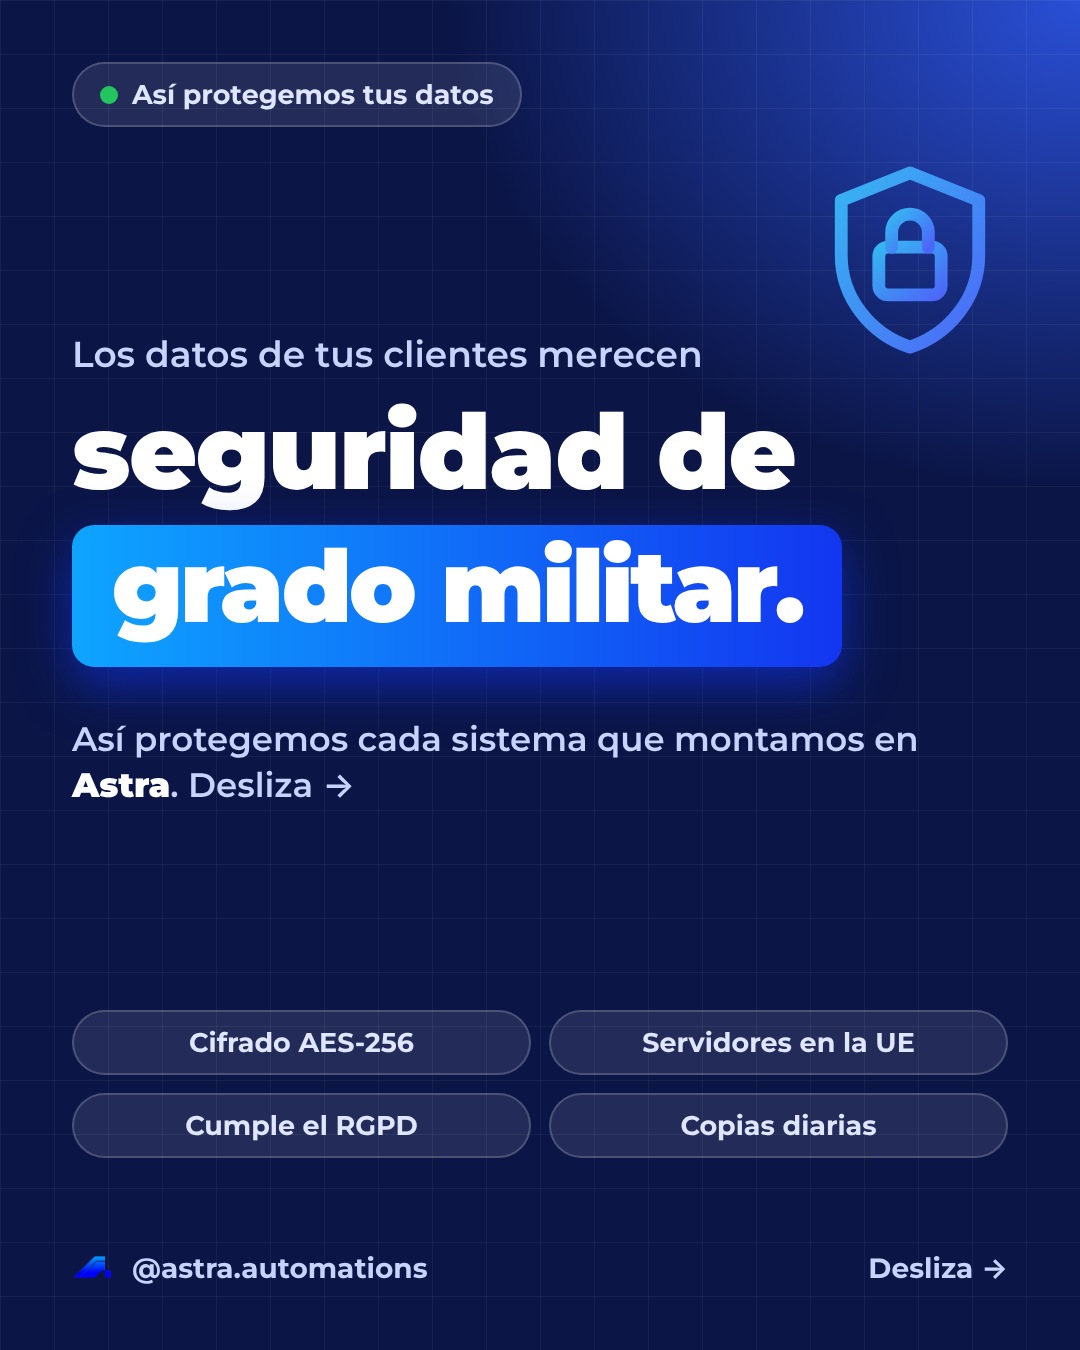 Así protegemos tus datos
Los datos de tus clientes merecen
seguridad de
grado militar.
Así protegemos cada sistema que montamos en
Astra. Desliza →
Cifrado AES-256
Servidores en la UE
Cumple el RGPD
Copias diarias
@astra.automations
Desliza →